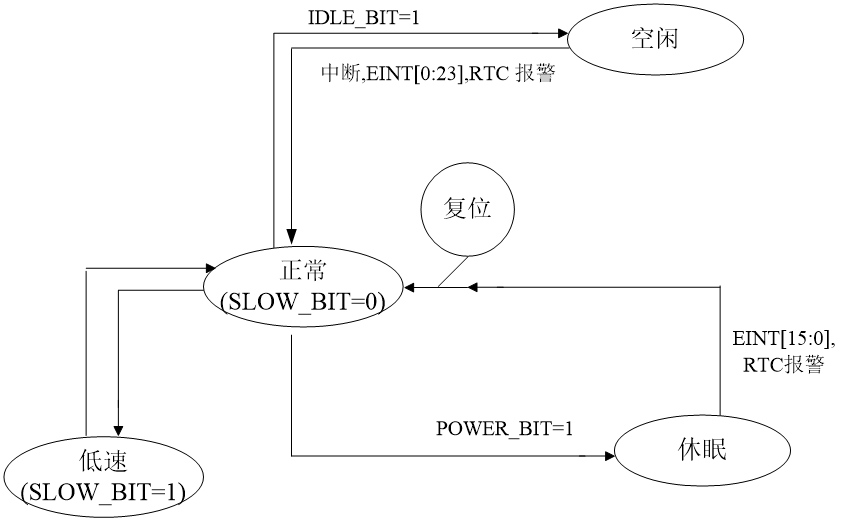 IDLE_BIT=1
空闲
中断,EINT[0:23],RTC 报警
复位
正常
(SLOW_BIT=0)
EINT[15:0],
RTC报警
POWER_BIT=1
休眠
低速
(SLOW_BIT=1)